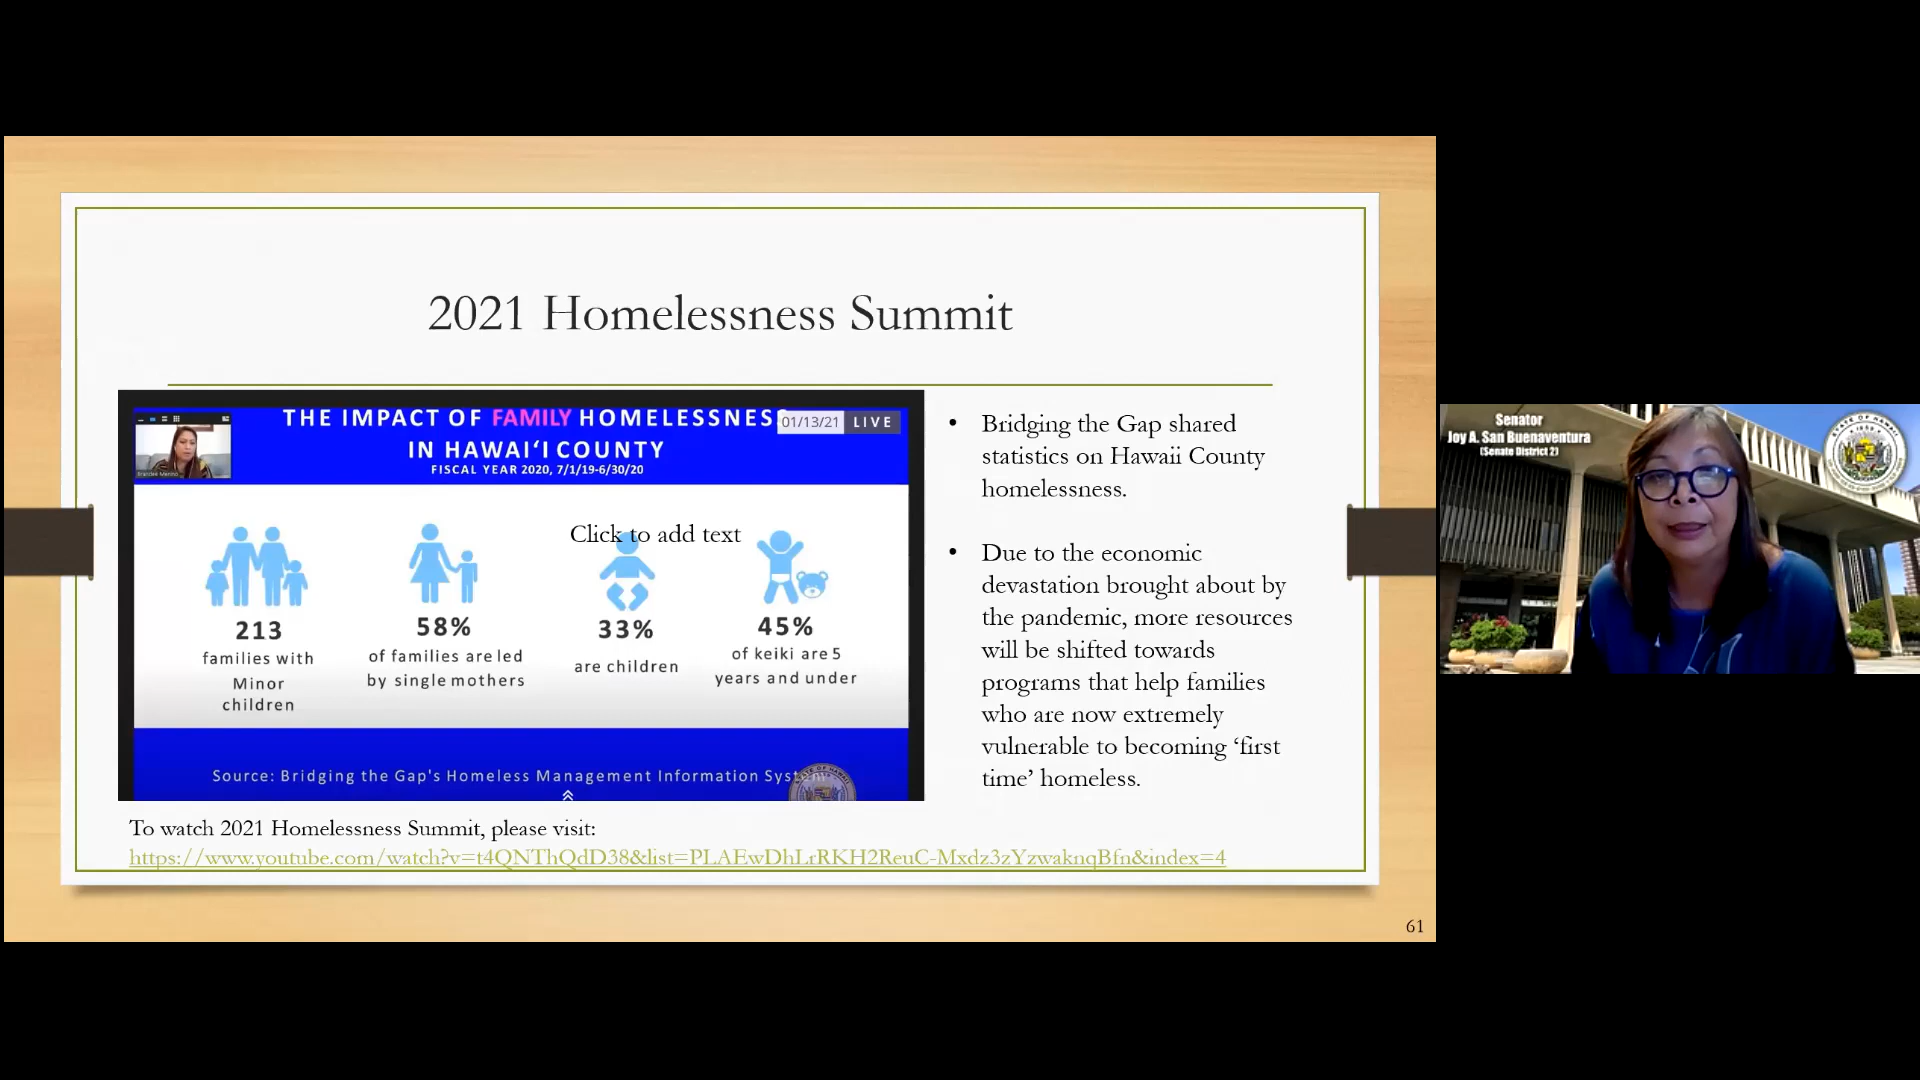 2021 Homelessness Summit
THE IMPACT OF FAMILY HOMELESSNESS
01/13/21 LIVE
IN HAWAI‘I COUNTY
FISCAL YEAR 2020, 7/1/19-6/30/20
Click to add text
213
families with
Minor
children
58%
of families are led
by single mothers
33%
are children
45%
of keiki are 5
years and under
Source: Bridging the Gap's Homeless Management Information System
• Bridging the Gap shared
statistics on Hawaii County
homelessness.
• Due to the economic
devastation brought about by
the pandemic, more resources
will be shifted towards
programs that help families
who are now extremely
vulnerable to becoming ‘first
time’ homeless.
To watch 2021 Homelessness Summit, please visit:
https://www.youtube.com/watch?v=t4QNThQdD38&list=PLAEwDhLrRKH2ReuC-Mxdz3zYzwaknqBfn&index=4
61
Senator
Joy A. San Buenaventura
(Senate District 2)
STATE OF HAWAII